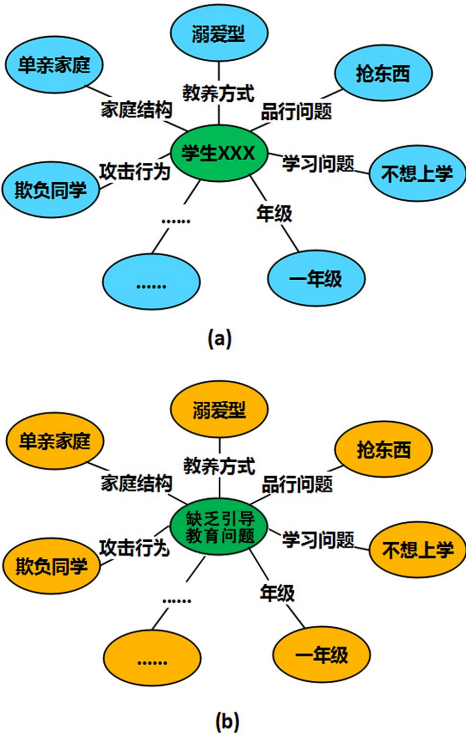 溺爱型
单亲家庭
抢东西
教养方式
家庭结构
品行问题
学生XXX
攻击行为
学习问题
欺负同学
不想上学
......
年级
......
一年级
(a)
溺爱型
单亲家庭
抢东西
教养方式
家庭结构
品行问题
缺乏引导
教育问题
攻击行为
学习问题
欺负同学
不想上学
......
年级
......
一年级
(b)